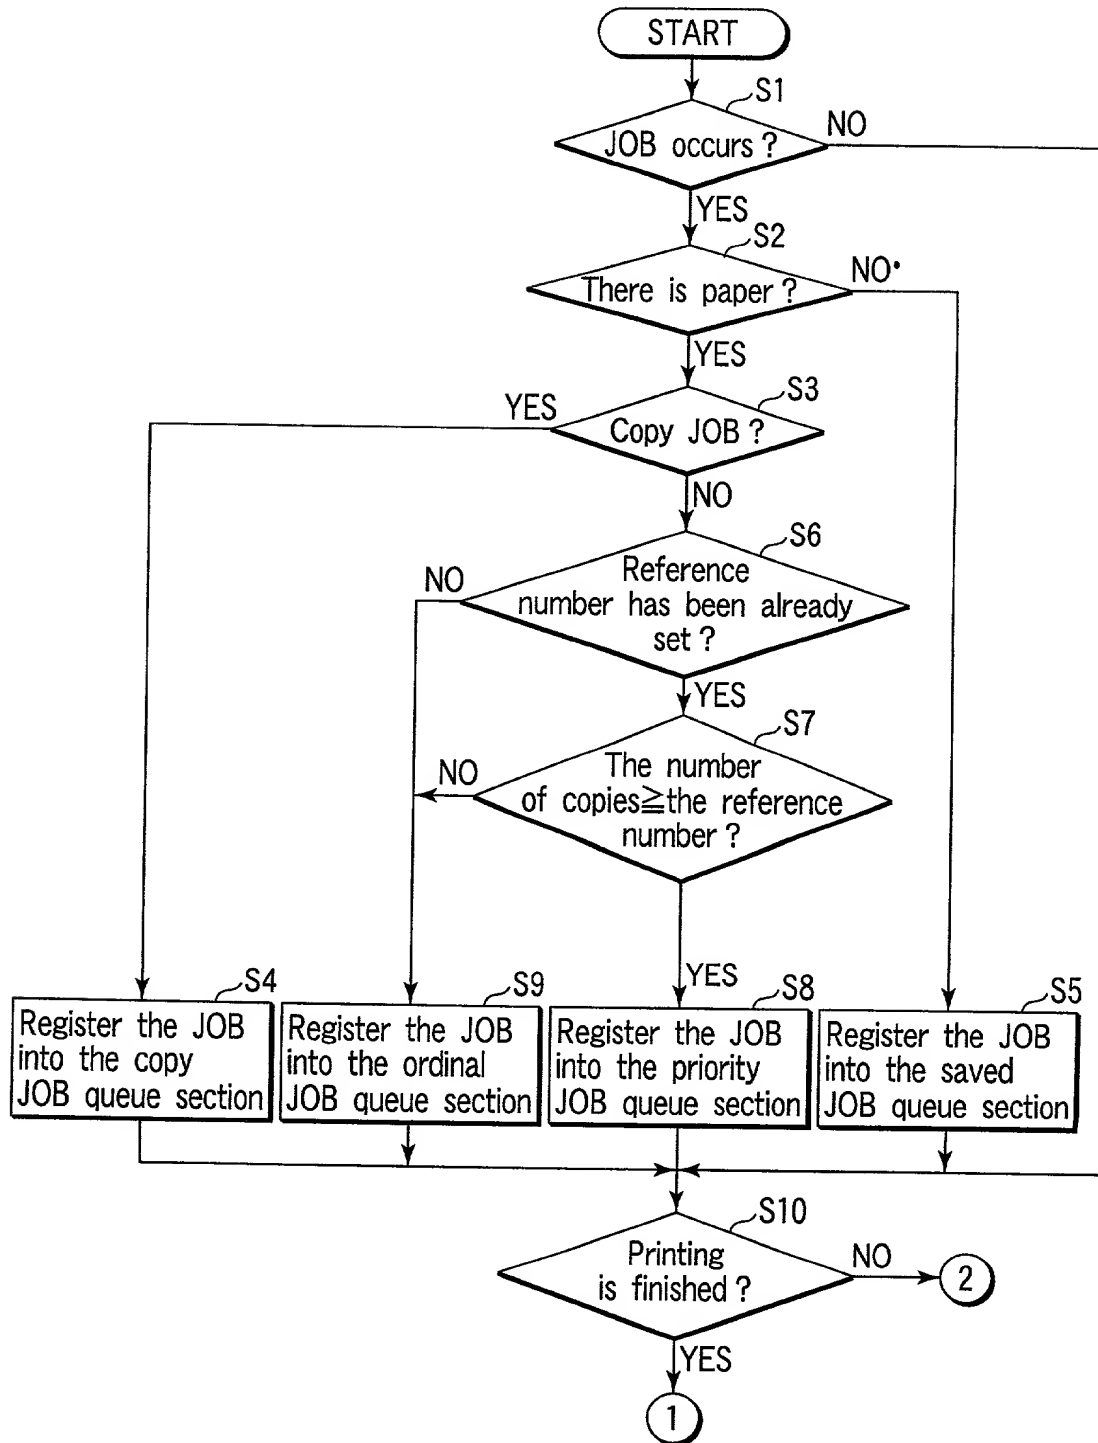 START
S1
JOB occurs?
NO
YES
S2
There is paper?
NO
YES
S3
YES
Copy JOB?
NO
S6
NO
Reference
number has been already
set?
YES
S7
NO
The number
of copies≧the reference
number?
YES
S4
Register the JOB
into the copy
JOB queue section
S9
Register the JOB
into the ordinal
JOB queue section
S8
Register the JOB
into the priority
JOB queue section
S5
Register the JOB
into the saved
JOB queue section
S10
Printing
is finished?
NO
2
YES
1